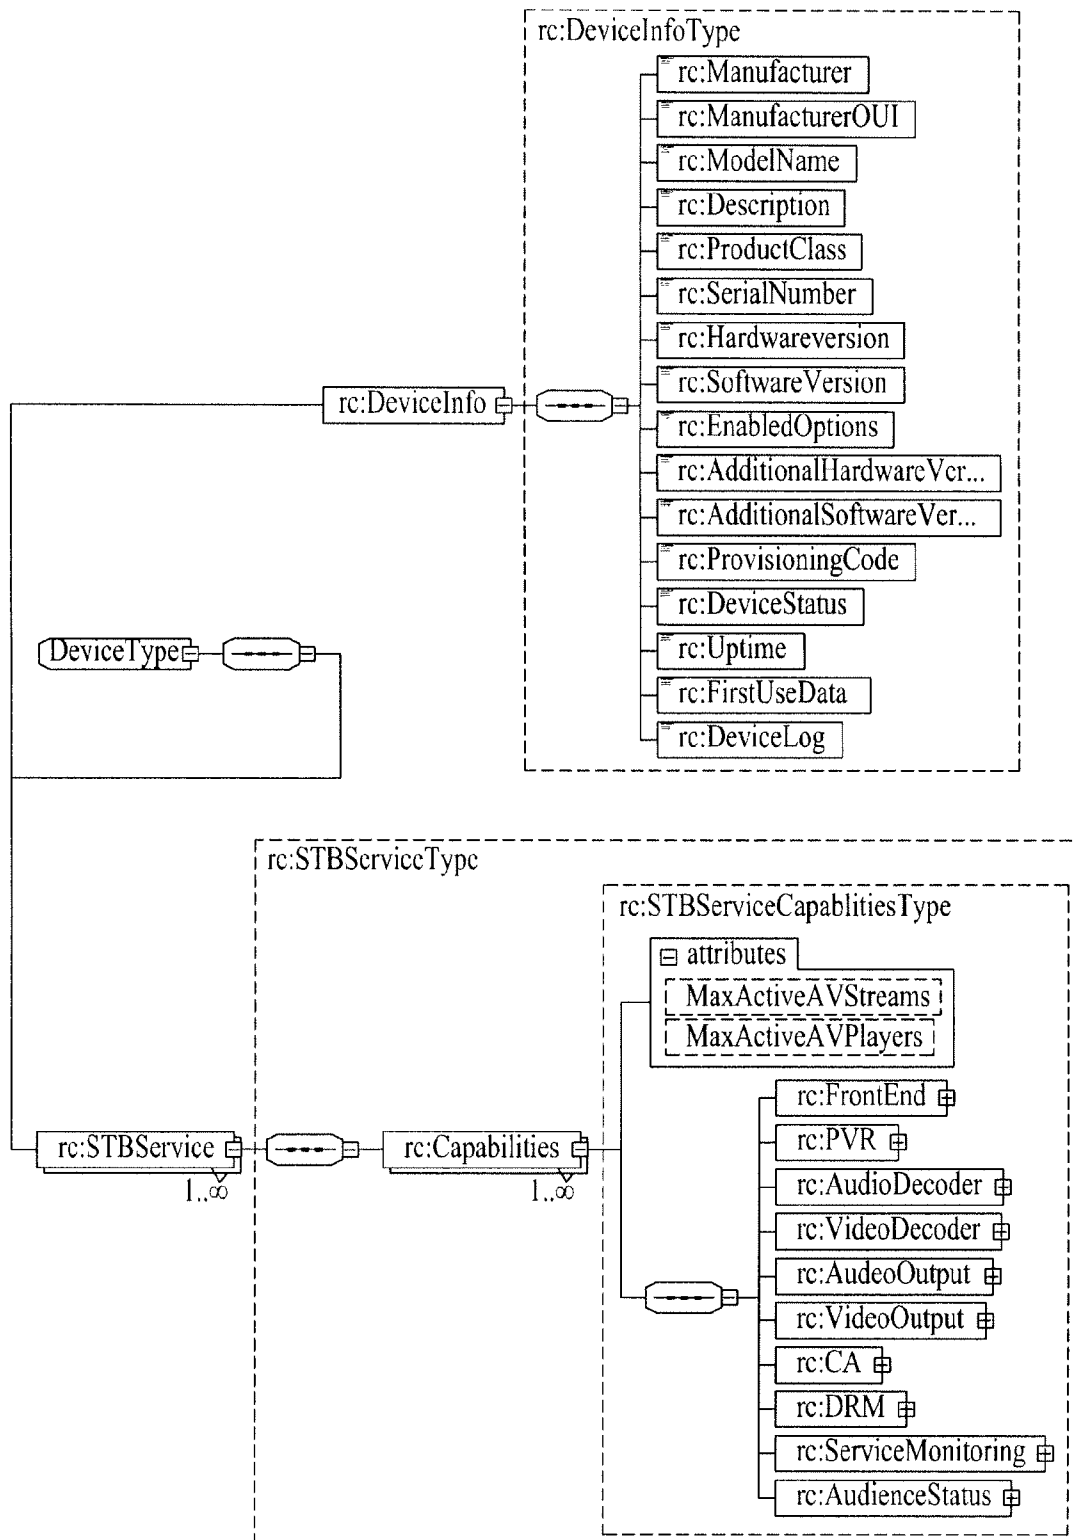 rc:DeviceInfoType
rc:Manufacturer
rc:ManufacturerOUI
rc:ModelName
rc:Description
rc:ProductClass
rc:SerialNumber
rc:Hardwareversion
rc:SoftwareVersion
rc:EnabledOptions
rc:AdditionalHardwareVer...
rc:AdditionalSoftwareVer...
rc:ProvisioningCode
rc:DeviceStatus
rc:Uptime
rc:FirstUseData
rc:DeviceLog
rc:DeviceInfo
DeviceType
rc:STBServiceType
rc:STBServiceCapablitiesType
attributes
MaxActiveAVStreams
MaxActiveAVPlayers
rc:STBService
1..∞
rc:Capabilities
1..∞
rc:FrontEnd
rc:PVR
rc:AudioDecoder
rc:VideoDecoder
rc:AudeoOutput
rc:VideoOutput
rc:CA
rc:DRM
rc:ServiceMonitoring
rc:AudienceStatus